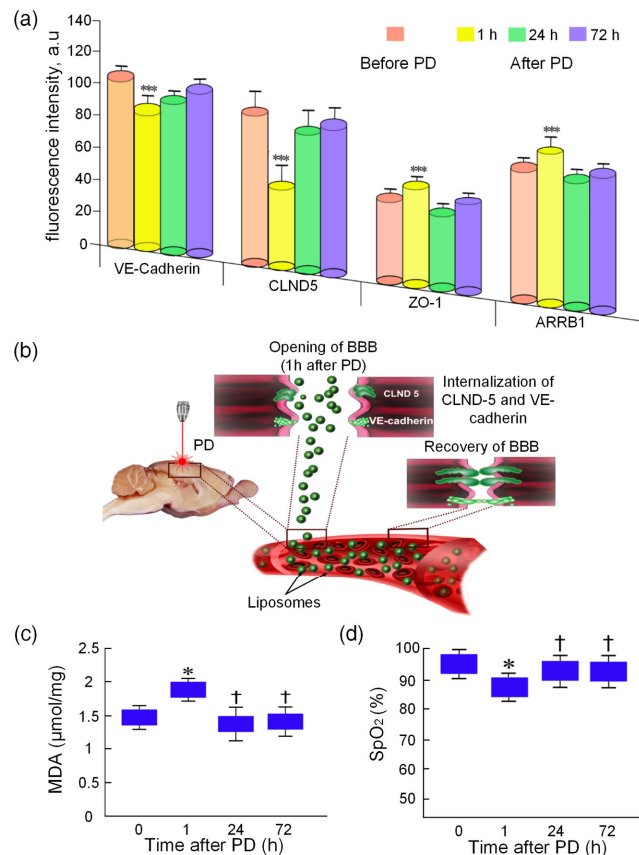 (a)
fluorescence intensity, a.u
140
120
100
80
60
40
20
0
1 h
24 h
72 h
Before PD
After PD
***
***
***
***
VE-Cadherin
CLND5
ZO-1
ARRB1
(b)
Opening of BBB
(1h after PD)
CLND 5
VE-cadherin
Internalization of
CLND-5 and VE-
cadherin
Recovery of BBB
PD
Liposomes
(c)
MDA (μmol/mg)
2.5
2
1.5
1
0.5
0
*
†
†
0 1 24 72
Time after PD (h)
(d)
SpO₂ (%)
100
90
80
70
60
50
*
†
†
0 1 24 72
Time after PD (h)